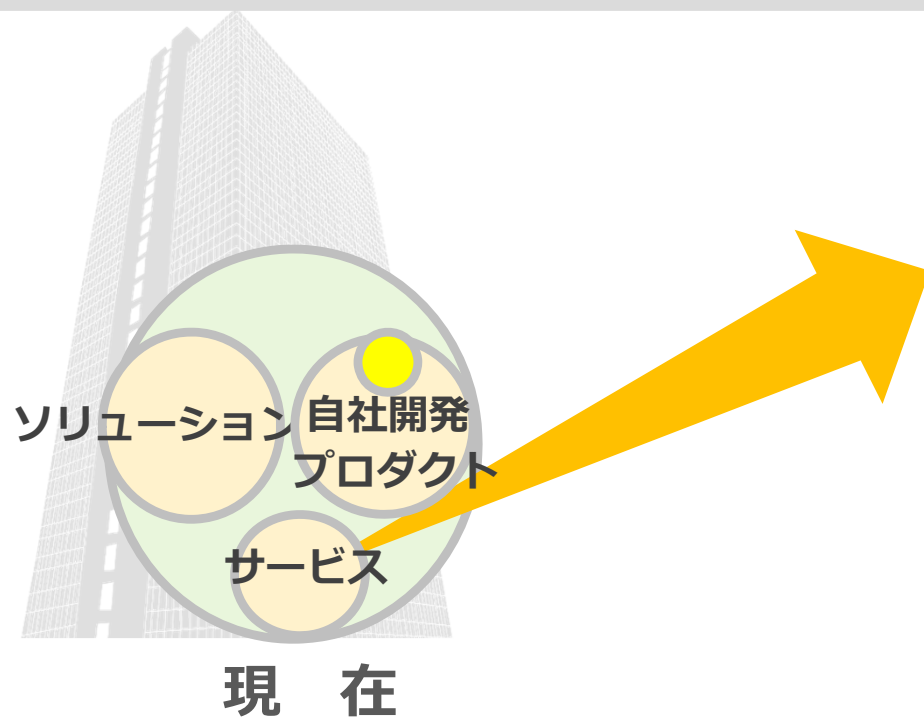 ソリューション
自社開発
プロダクト
サービス
現　在